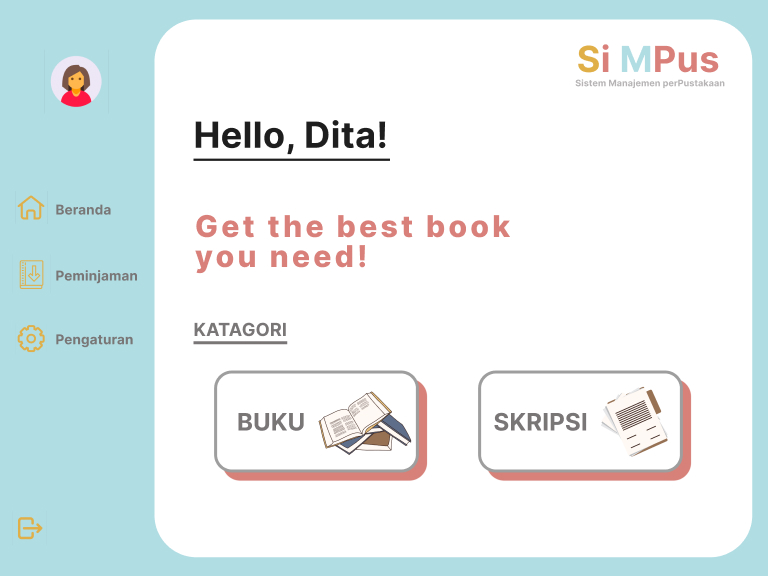 Si MPus
Sistem Manajemen perPustakaan
Hello, Dita!
Beranda
Peminjaman
Pengaturan
Get the best book
you need!
KATAGORI
BUKU
SKRIPSI